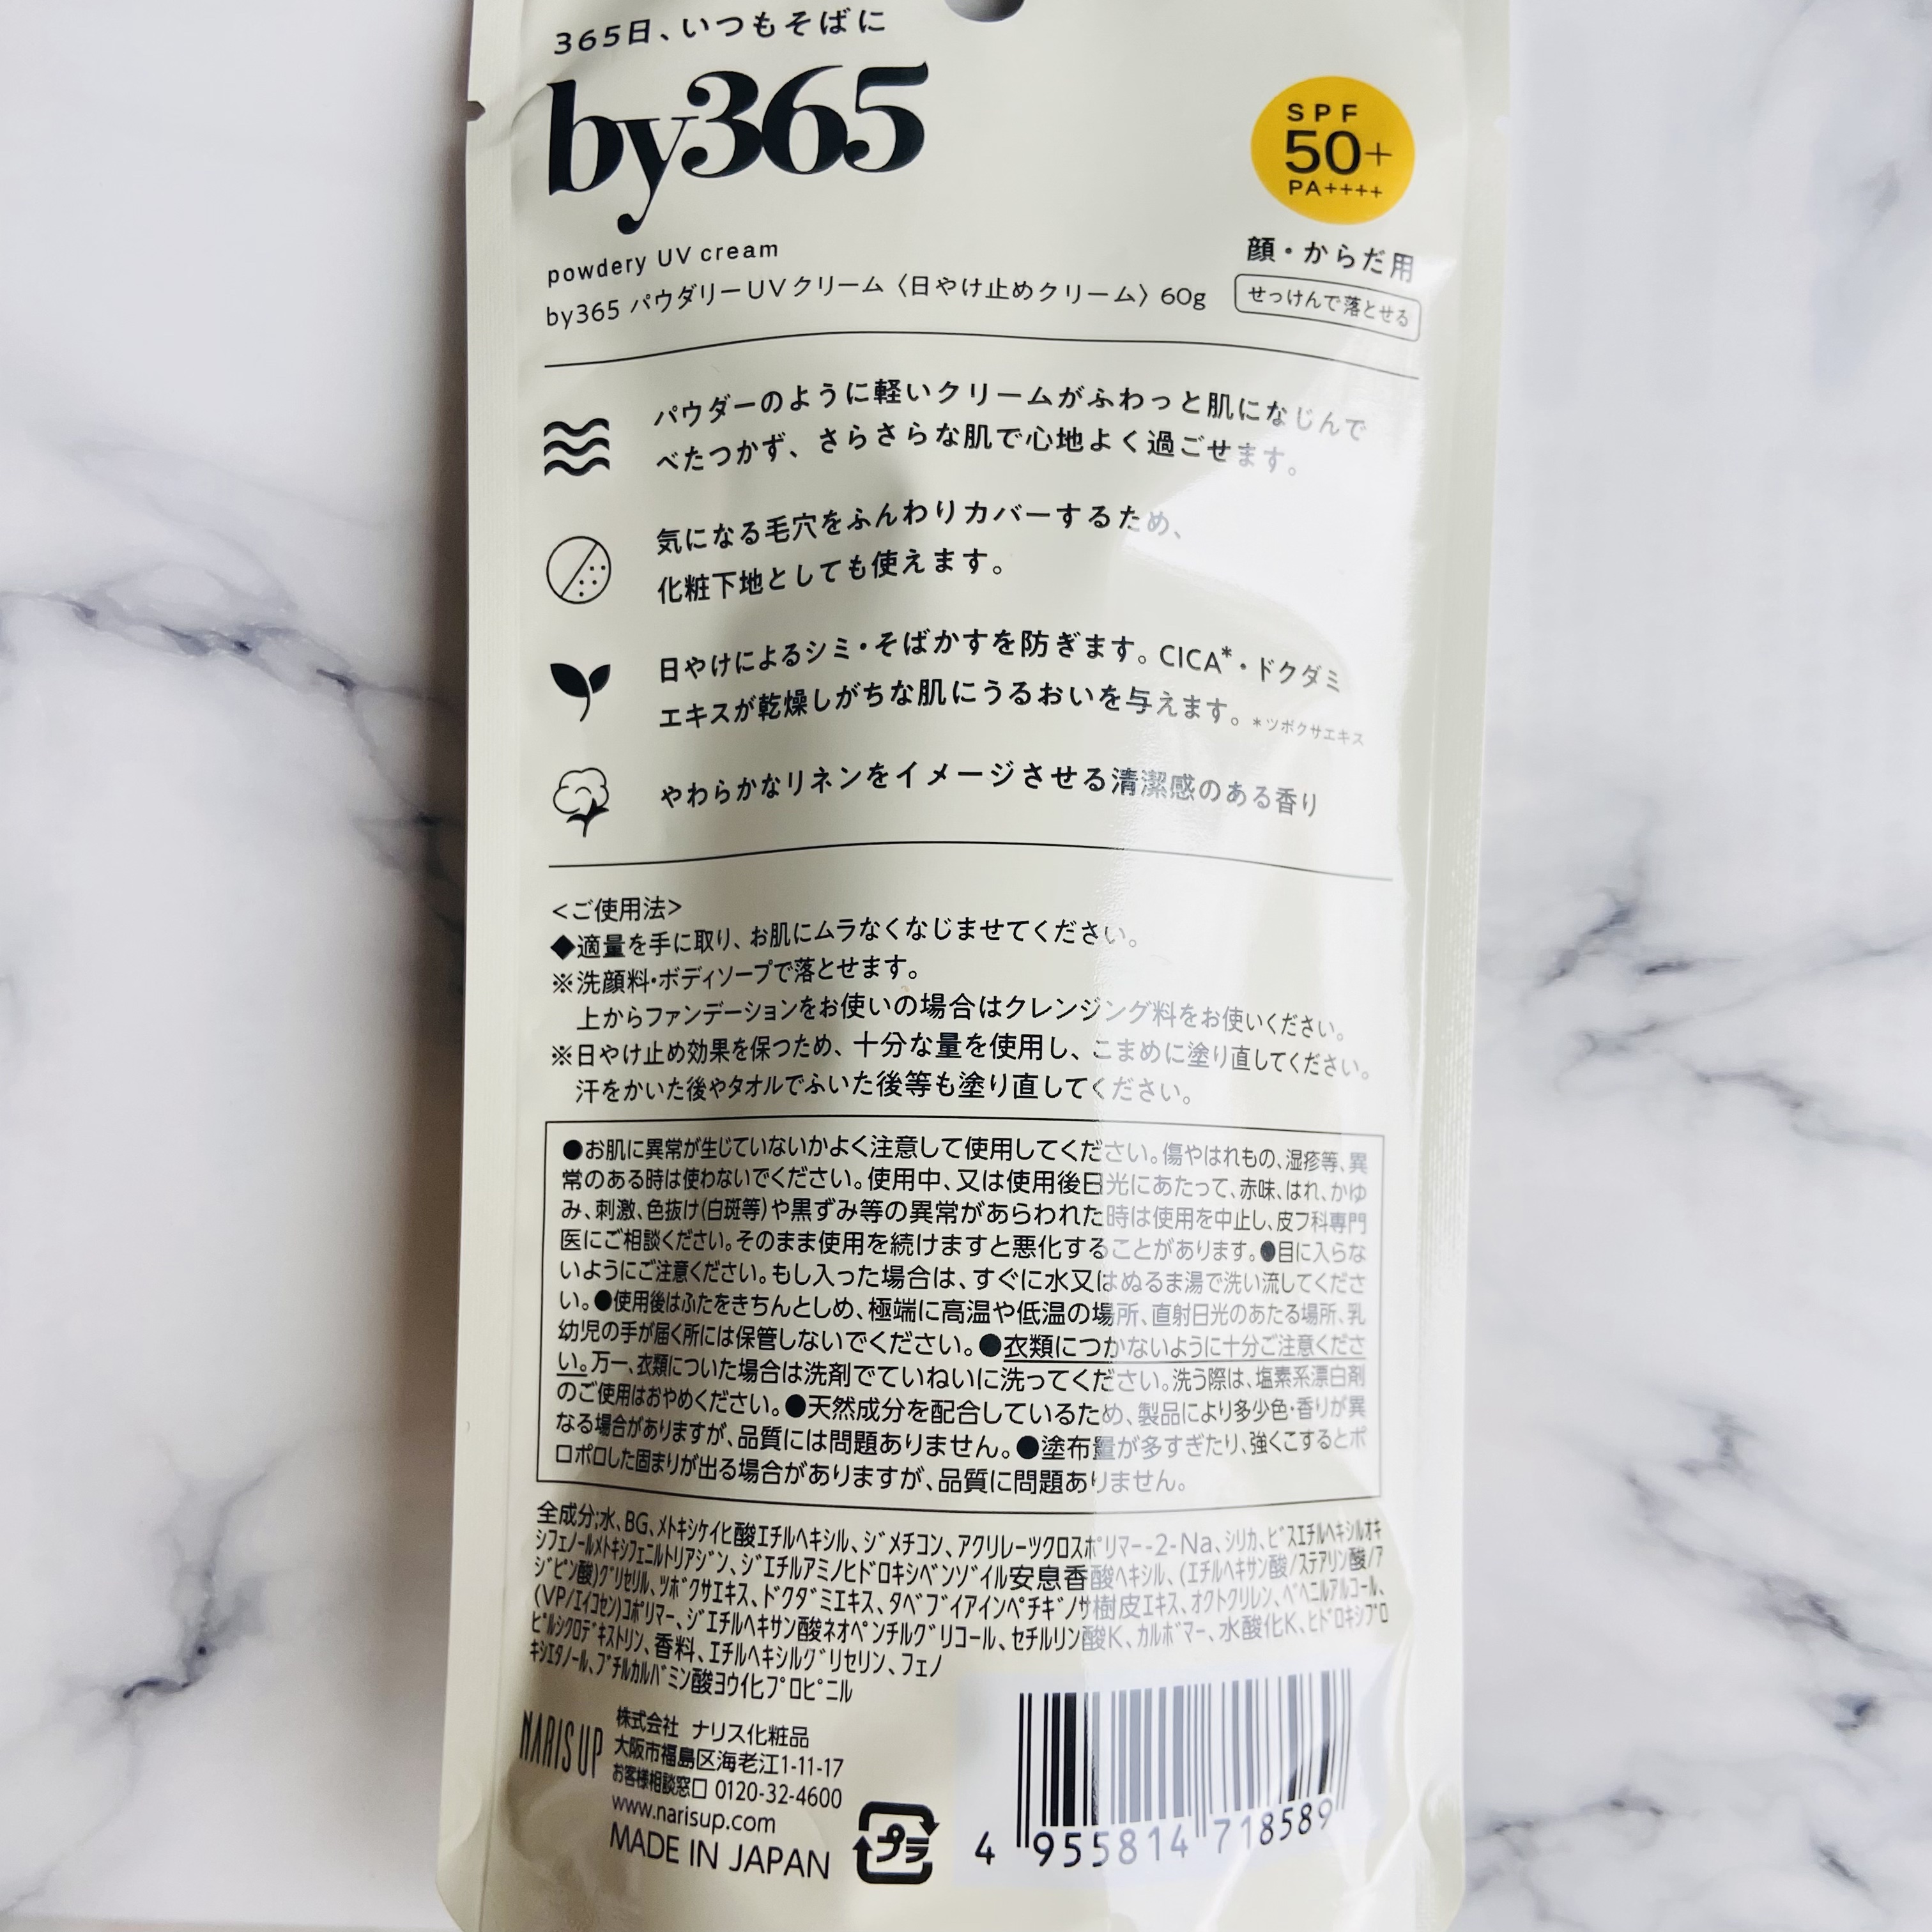 365日、いつもそばに
by365
SPF
50+
PA++++
powdery UV cream
顔・からだ用
by365 パウダリーUVクリーム〈日やけ止めクリーム〉60g
せっけんで落とせる
パウダーのように軽いクリームがふわっと肌になじんで
べたつかず、さらさらな肌で心地よく過ごせます。
気になる毛穴をふんわりカバーするため、
化粧下地としても使えます。
日やけによるシミ・そばかすを防ぎます。CICA*・ドクダミ
エキスが乾燥しがちな肌にうるおいを与えます。*ツボクサエキス
やわらかなリネンをイメージさせる清潔感のある香り
<ご使用法>
◆適量を手に取り、お肌にムラなくなじませてください。
※洗顔料・ボディソープで落とせます。
上からファンデーションをお使いの場合はクレンジング料をお使いください。
※日やけ止め効果を保つため、十分な量を使用し、こまめに塗り直してください。
汗をかいた後やタオルでふいた後等も塗り直してください。
●お肌に異常が生じていないかよく注意して使用してください。傷やはれもの、湿疹等、異
常のある時は使わないでください。使用中、又は使用後日光にあたって、赤味、はれ、かゆ
み、刺激、色抜け(白斑等)や黒ずみ等の異常があらわれた時は使用を中止し、皮フ科専門
医にご相談ください。そのまま使用を続けますと悪化することがあります。●目に入らな
いようにご注意ください。もし入った場合は、すぐに水又はぬるま湯で洗い流してくださ
い。●使用後はふたをきちんとしめ、極端に高温や低温の場所、直射日光のあたる場所、乳
幼児の手が届く所には保管しないでください。●衣類につかないように十分ご注意くださ
い。万一、衣類についた場合は洗剤でていねいに洗ってください。洗う際は、塩素系漂白剤
のご使用はおやめください。●天然成分を配合しているため、製品により多少色・香りが異
なる場合がありますが、品質には問題ありません。●塗布量が多すぎたり、強くこするとポ
ロポロした固まりが出る場合がありますが、品質に問題ありません。
全成分:水、BG、メトキシケイヒ酸エチルヘキシル、ジメチコン、アクリレーツクロスポリマー-2-Na、シリカ、ビスエチルヘキシルオキ
シフェノールメトキシフェニルトリアジン、ジエチルアミノヒドロキシベンゾイル安息香酸ヘキシル、(エチルヘキサン酸/ステアリン酸/ア
ジピン酸)グリセリル、ツボクサエキス、ドクダミエキス、タベブイアインペチギノサ樹皮エキス、オクトクリレン、ベヘニルアルコール、
(VP/エイコセン)コポリマー、ジエチルヘキサン酸ネオペンチルグリコール、セチルリン酸K、カルボマー、水酸化K、ヒドロキシプロ
ピルシクロデキストリン、香料、エチルヘキシルグリセリン、フェノ
キシエタノール、ブチルカルバミン酸ヨウ化プロピニル
NARIS UP
株式会社 ナリス化粧品
大阪市福島区海老江1-11-17
お客様相談窓口 0120-32-4600
www.narisup.com
MADE IN JAPAN
プラ
4 955814 718589